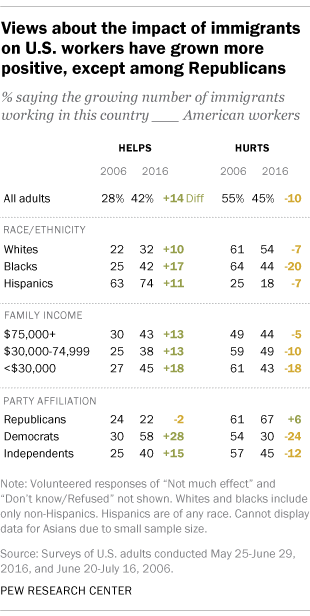 Views about the impact of immigrants
on U.S. workers have grown more
positive, except among Republicans
% saying the growing number of immigrants
working in this country ___ American workers
HELPS HURTS
2006 2016 2006 2016
All adults 28% 42% +14 Diff 55% 45% -10
RACE/ETHNICITY
Whites 22 32 +10 61 54 -7
Blacks 25 42 +17 64 44 -20
Hispanics 63 74 +11 25 18 -7
FAMILY INCOME
$75,000+ 30 43 +13 49 44 -5
$30,000-74,999 25 38 +13 59 49 -10
<$30,000 27 45 +18 61 43 -18
PARTY AFFILIATION
Republicans 24 22 -2 61 67 +6
Democrats 30 58 +28 54 30 -24
Independents 25 40 +15 57 45 -12
Note: Volunteered responses of “Not much effect” and
“Don’t know/Refused” not shown. Whites and blacks include
only non-Hispanics. Hispanics are of any race. Cannot display
data for Asians due to small sample size.
Source: Surveys of U.S. adults conducted May 25-June 29,
2016, and June 20-July 16, 2006.
PEW RESEARCH CENTER